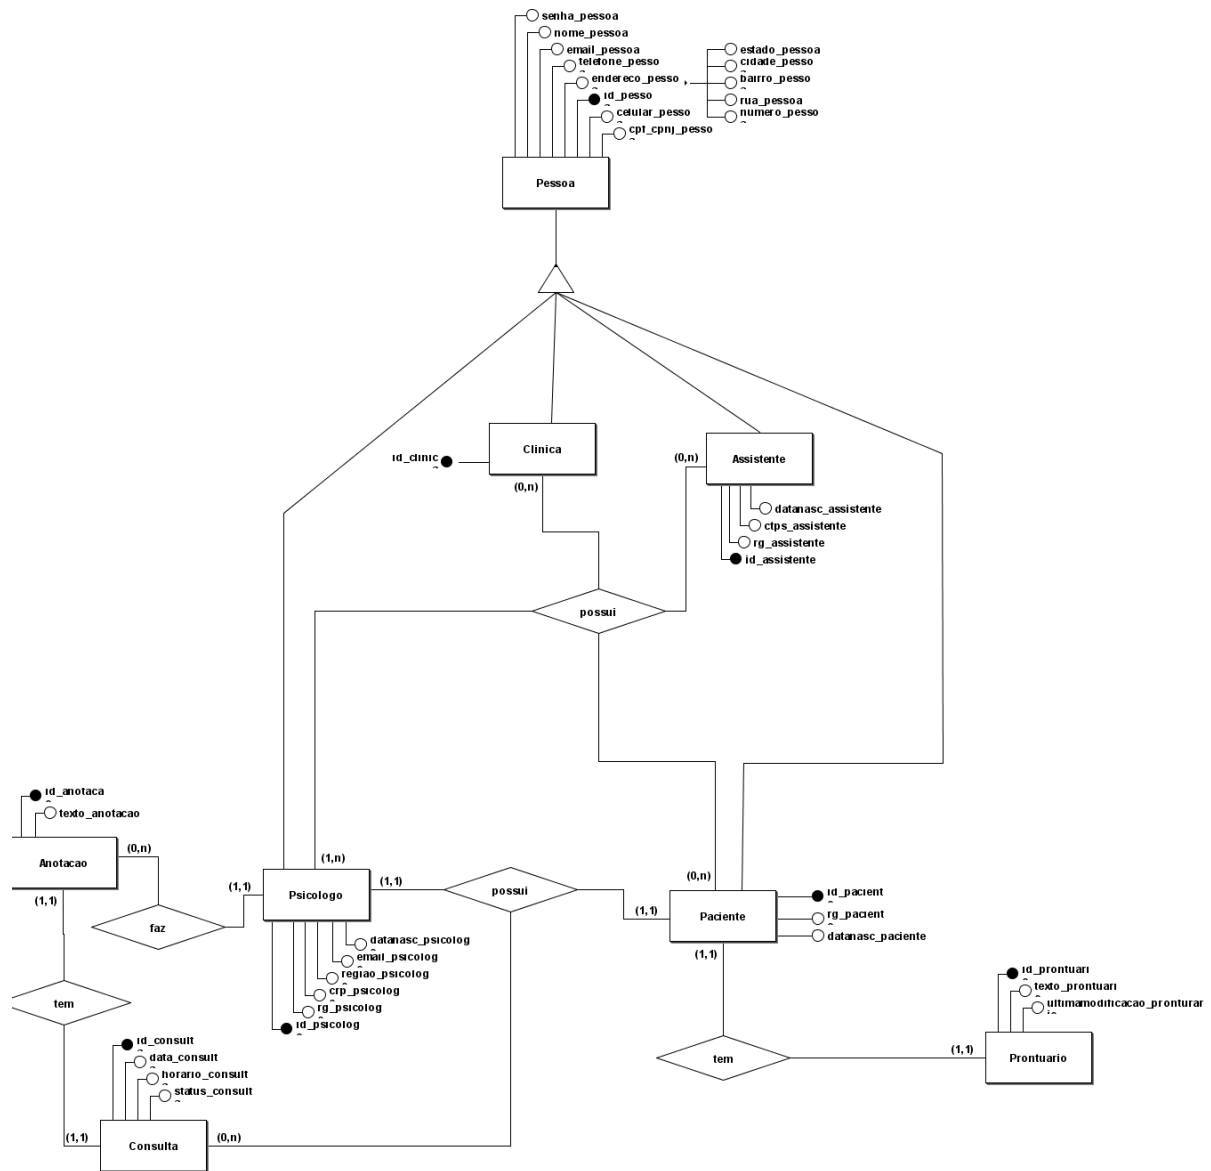 senha_pessoa
nome_pessoa
email_pessoa
telefone_pesso
endereco_pesso
id_pesso
celular_pesso
cpf_cpnj_pesso
estado_pessoa
cidade_pesso
bairro_pesso
rua_pessoa
numero_pesso
Pessoa
Clinica
id_clinic
(0,n)
Assistente
(0,n)
datanasc_assistente
ctps_assistente
rg_assistente
id_assistente
possui
id_anotaca
texto_anotacao
Anotacao
(0,n)
(1,1)
faz
(1,1)
Psicologo
(1,n)
(1,1)
possui
(1,1)
(0,n)
Paciente
id_pacient
rg_pacient
datanasc_paciente
(1,1)
datanasc_psicolog
email_psicolog
regiao_psicolog
crp_psicolog
rg_psicolog
id_psicolog
tem
id_consult
data_consult
horario_consult
status_consult
(1,1)
Consulta
(0,n)
tem
(1,1)
id_prontuari
texto_prontuari
ultimamodificacao_pronturar
Prontuario